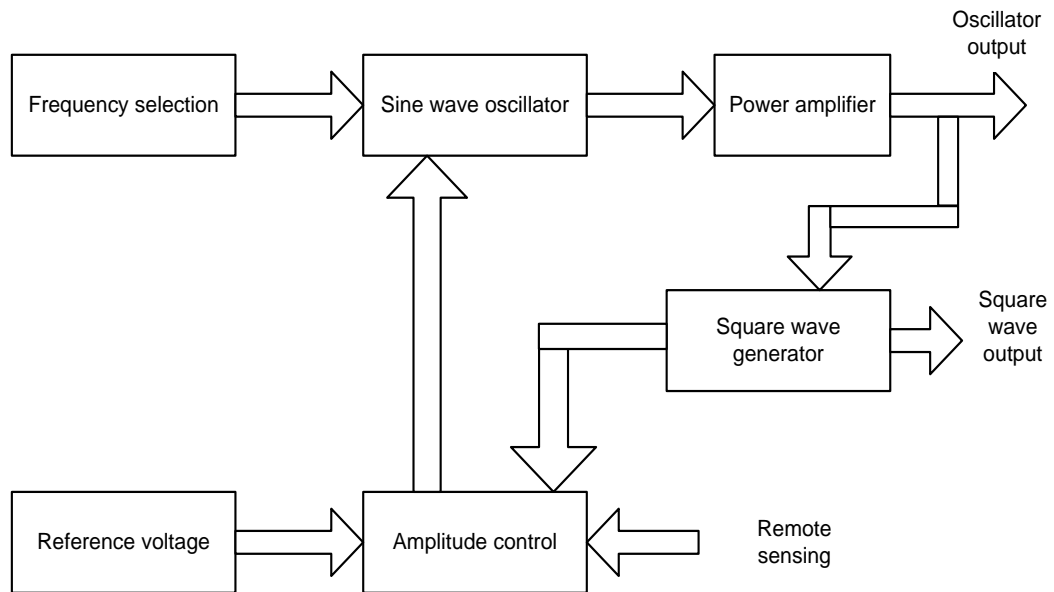 Oscillator
output
Frequency selection
Sine wave oscillator
Power amplifier
Square wave
generator
Square
wave
output
Reference voltage
Amplitude control
Remote
sensing